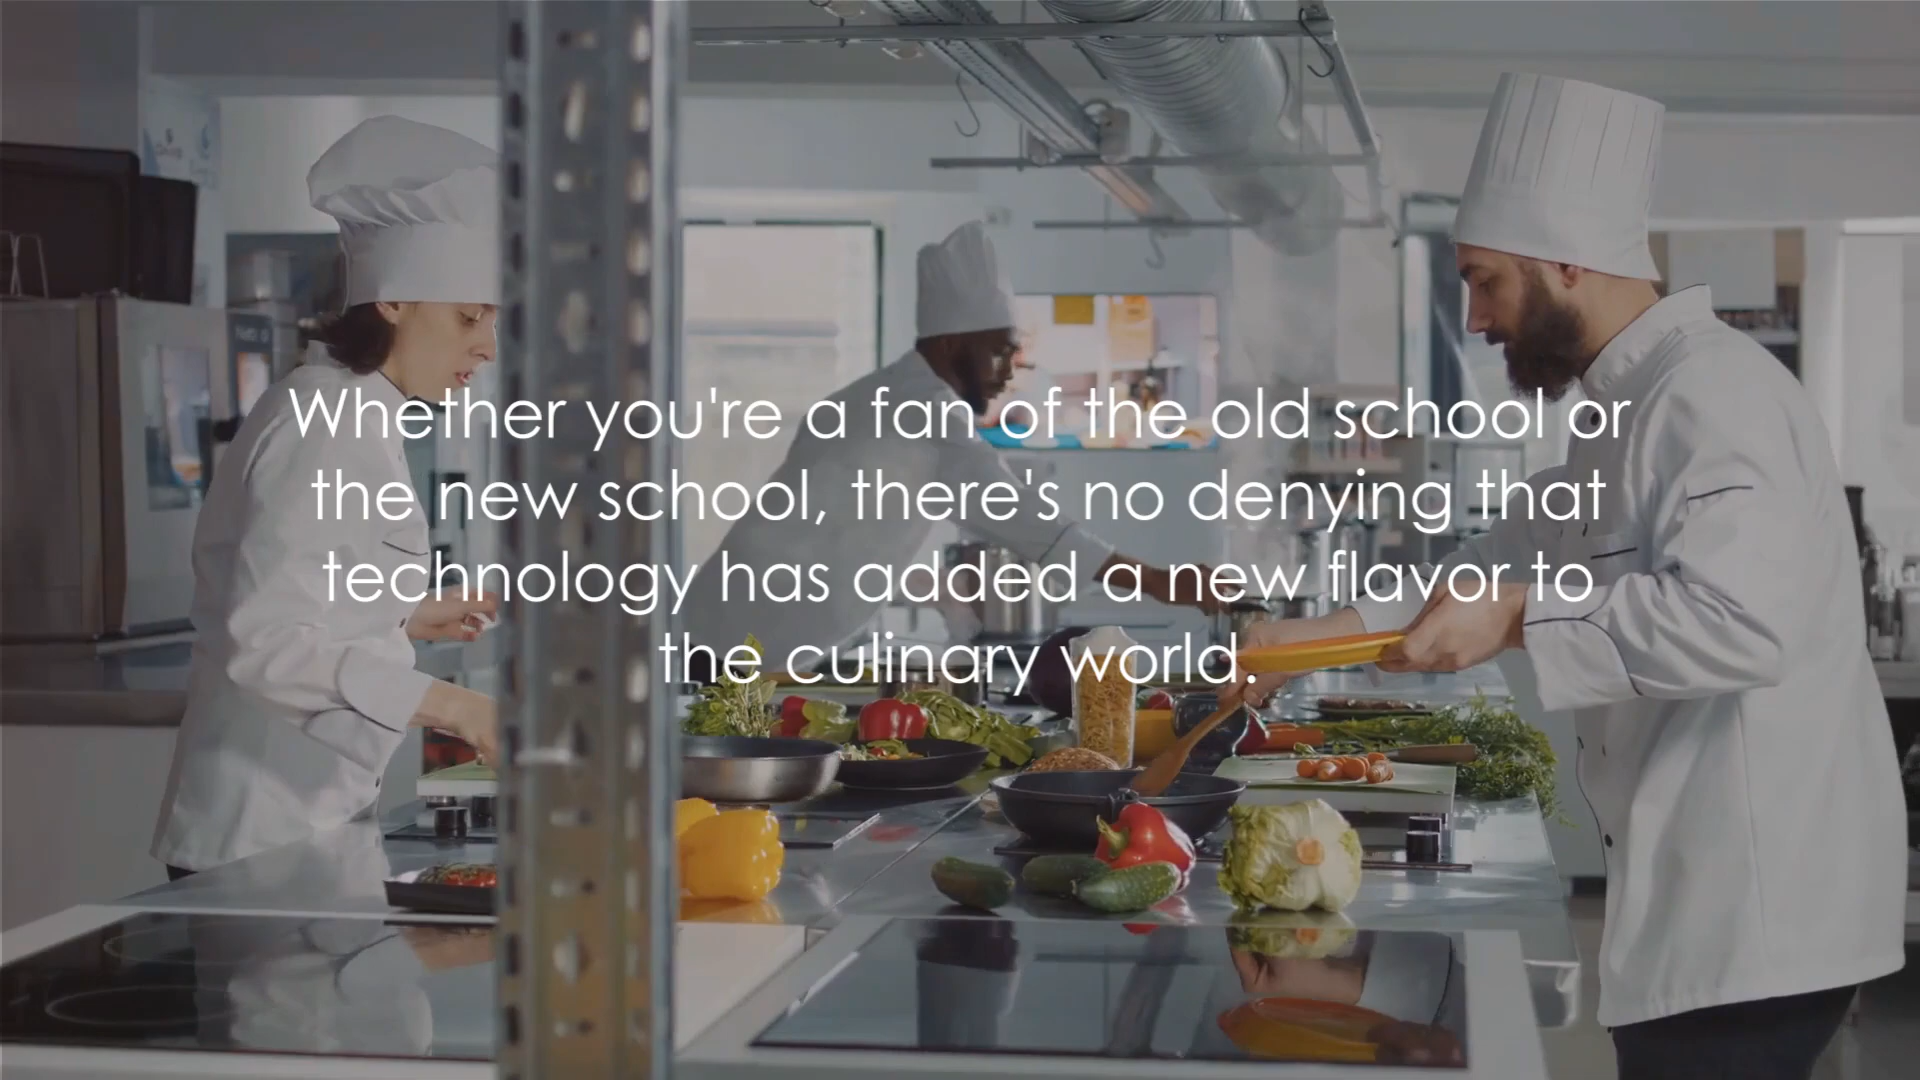 Whether you're a fan of the old school or
the new school, there's no denying that
technology has added a new flavor to
the culinary world.